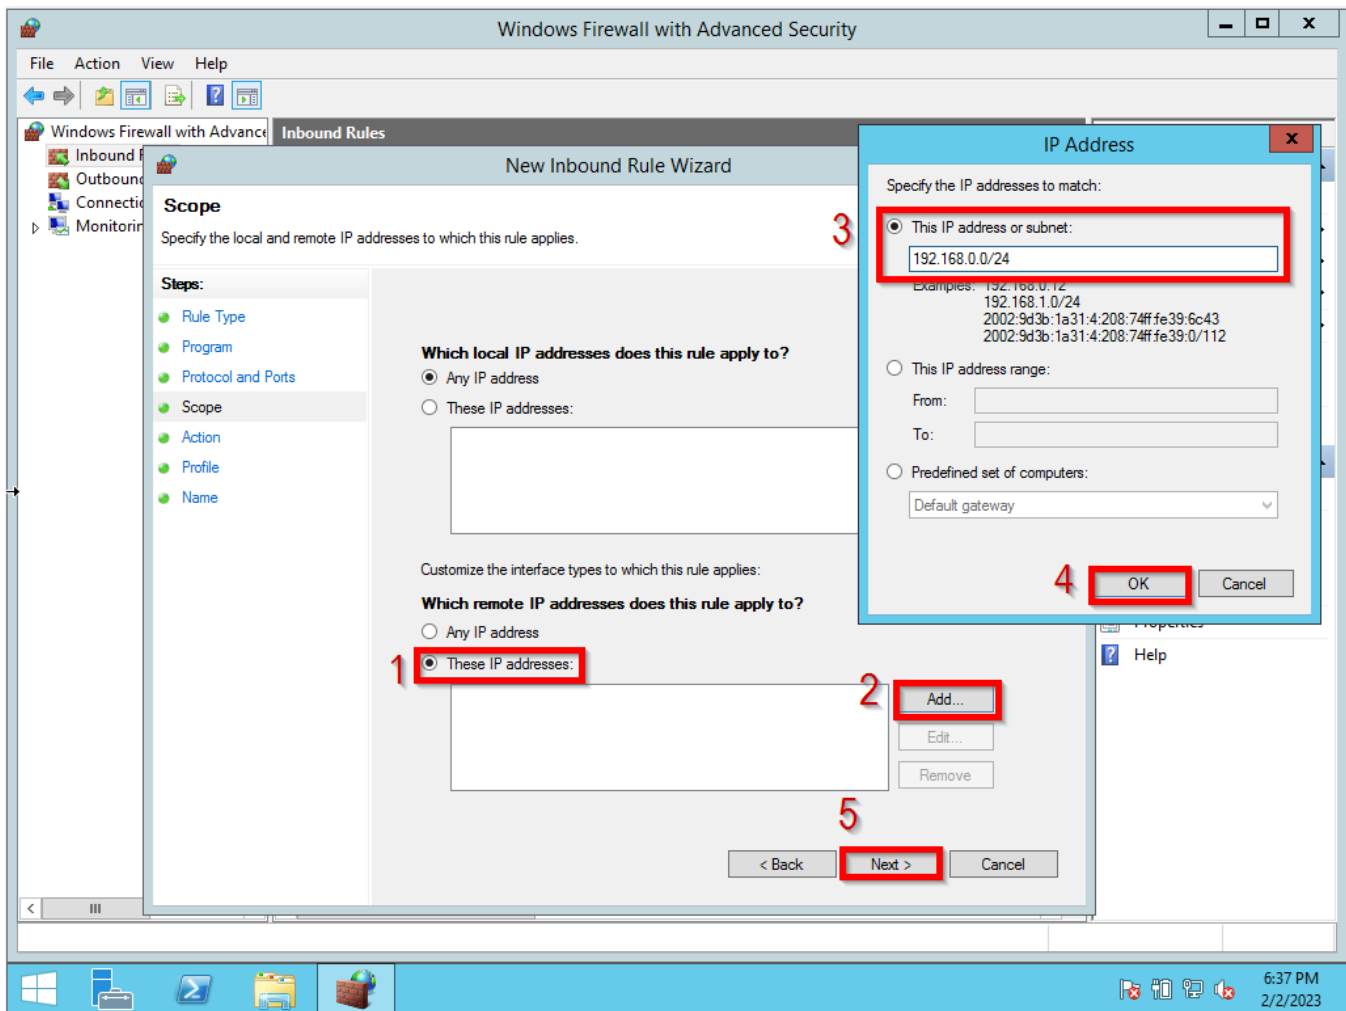 Windows Firewall with Advanced Security
File Action View Help
Windows Firewall with Advance
Inbound Rules
Inbound R
Outbound
Connectio
Monitorin
New Inbound Rule Wizard
Scope
Specify the local and remote IP addresses to which this rule applies.
Steps:
Rule Type
Program
Protocol and Ports
Scope
Action
Profile
Name
Which local IP addresses does this rule apply to?
Any IP address
These IP addresses:
Customize the interface types to which this rule applies:
Which remote IP addresses does this rule apply to?
Any IP address
1
These IP addresses:
2
Add...
Edit...
Remove
5
< Back
Next >
Cancel
IP Address
x
Specify the IP addresses to match:
3
This IP address or subnet:
192.168.0.0/24
Examples: 192.168.0.12
192.168.1.0/24
2002:9d3b:1a31:4:208:74ff:fe39:6c43
2002:9d3b:1a31:4:208:74ff:fe39:0/112
This IP address range:
From:
To:
Predefined set of computers:
Default gateway
4
OK
Cancel
Properties
Help
6:37 PM
2/2/2023